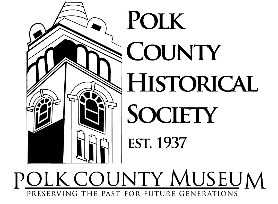 POLK
COUNTY
HISTORICAL
SOCIETY
EST. 1937
POLK COUNTY MUSEUM
PRESERVING THE PAST FOR FUTURE GENERATIONS